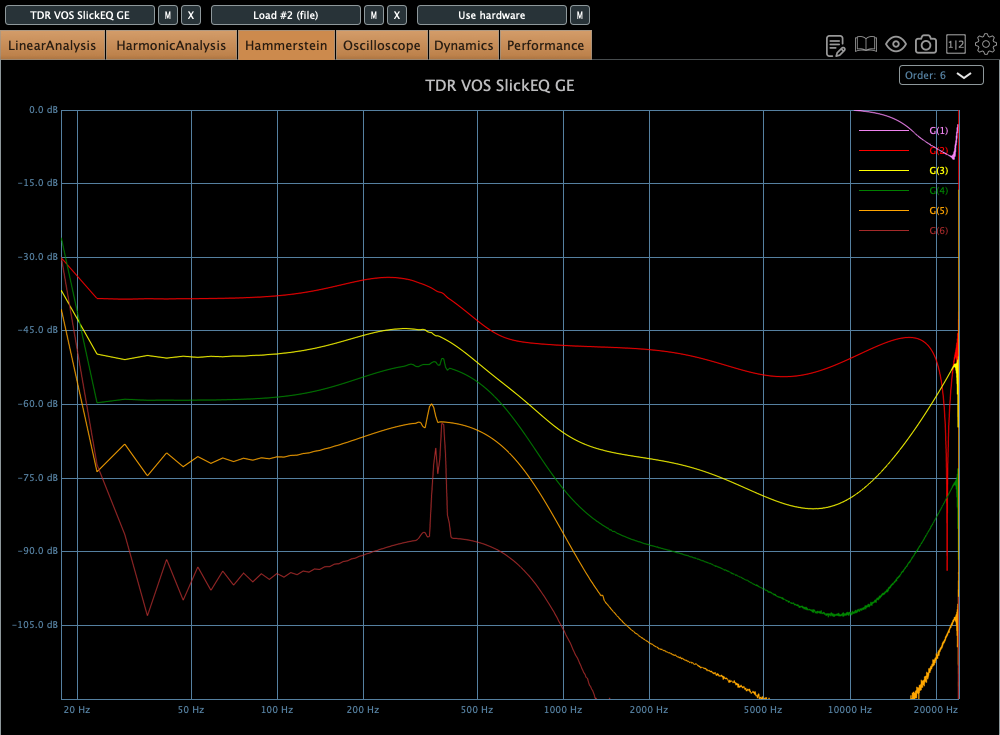 TDR VOS SlickEQ GE M X Load #2 (file) M X Use hardware M
LinearAnalysis HarmonicAnalysis Hammerstein Oscilloscope Dynamics Performance
1|2
Order: 6
TDR VOS SlickEQ GE
0.0 dB
-15.0 dB
-30.0 dB
-45.0 dB
-60.0 dB
-75.0 dB
-90.0 dB
-105.0 dB
G(1)
G(2)
G(3)
G(4)
G(5)
G(6)
20 Hz 50 Hz 100 Hz 200 Hz 500 Hz 1000 Hz 2000 Hz 5000 Hz 10000 Hz 20000 Hz